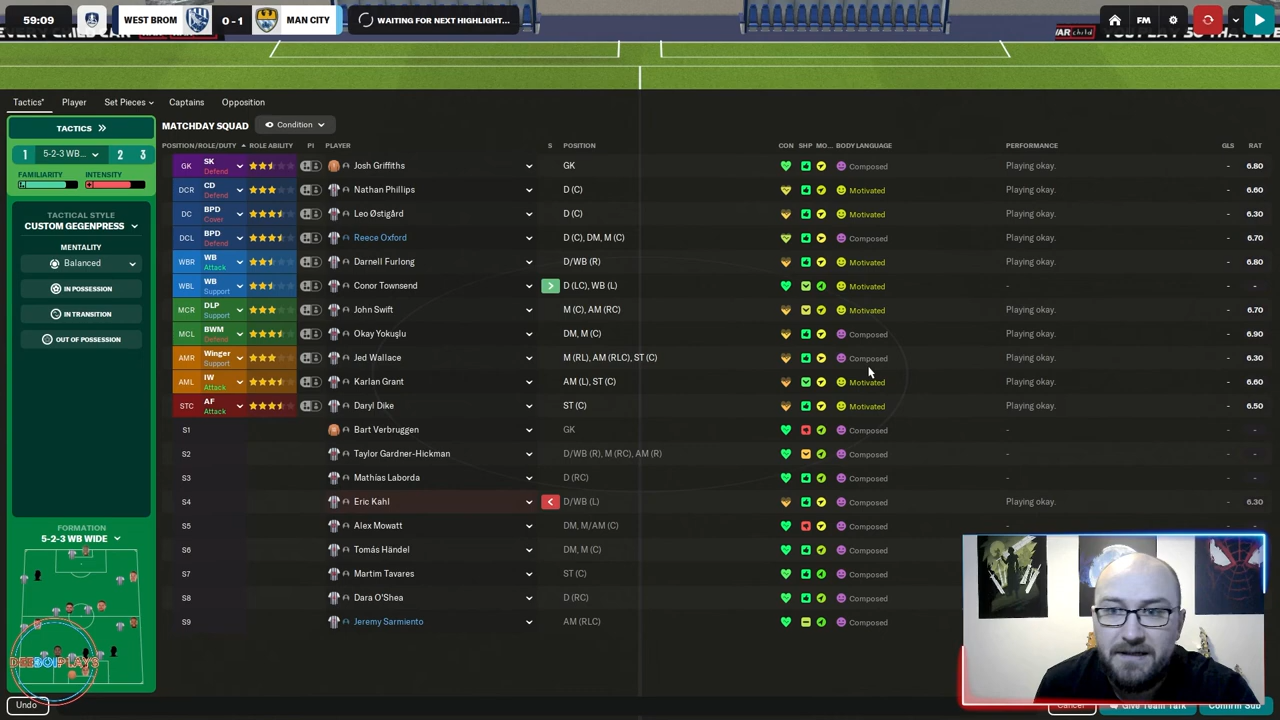 59:09 WEST BROM 0 - 1 MAN CITY WAITING FOR NEXT HIGHLIGHT... FM
Tactics* Player Set Pieces Captains Opposition
TACTICS MATCHDAY SQUAD Condition
POSITION/ROLE/DUTY ROLE ABILITY PI PLAYER S POSITION CON SHP MO... BODY LANGUAGE PERFORMANCE GLS RAT
1 5-2-3 WB... 2 3
FAMILIARITY INTENSITY
TACTICAL STYLE
CUSTOM GEGENPRESS
MENTALITY
Balanced
IN POSSESSION
IN TRANSITION
OUT OF POSSESSION
FORMATION
5-2-3 WB WIDE
DEEBOIPLAYS
GK SK Defend Josh Griffiths GK Composed Playing okay. - 6.80
DCR CD Defend Nathan Phillips D (C) Motivated Playing okay. - 6.60
DC BPD Cover Leo Østigård D (C) Motivated Playing okay. - 6.30
DCL BPD Defend Reece Oxford D (C), DM, M (C) Composed Playing okay. - 6.70
WBR WB Attack Darnell Furlong D/WB (R) Motivated Playing okay. - 6.80
WBL WB Support Conor Townsend D (LC), WB (L) Motivated - - -
MCR DLP Support John Swift M (C), AM (RC) Motivated Playing okay. - 6.70
MCL BWM Defend Okay Yokuşlu DM, M (C) Composed Playing okay. - 6.90
AMR Winger Support Jed Wallace M (RL), AM (RLC), ST (C) Composed Playing okay. - 6.30
AML IW Attack Karlan Grant AM (L), ST (C) Motivated Playing okay. - 6.60
STC AF Attack Daryl Dike ST (C) Motivated Playing okay. - 6.50
S1 Bart Verbruggen GK Composed - - -
S2 Taylor Gardner-Hickman D/WB (R), M (RC), AM (R) Composed - - -
S3 Mathías Laborda D (RC) Composed - - -
S4 Eric Kahl D/WB (L) Composed Playing okay. - 6.30
S5 Alex Mowatt DM, M/AM (C) Composed - - -
S6 Tomás Händel DM, M (C) Composed
S7 Martim Tavares ST (C) Composed
S8 Dara O'Shea D (RC) Composed
S9 Jeremy Sarmiento AM (RLC) Composed
Undo Cancel Give Team Talk Confirm Sub